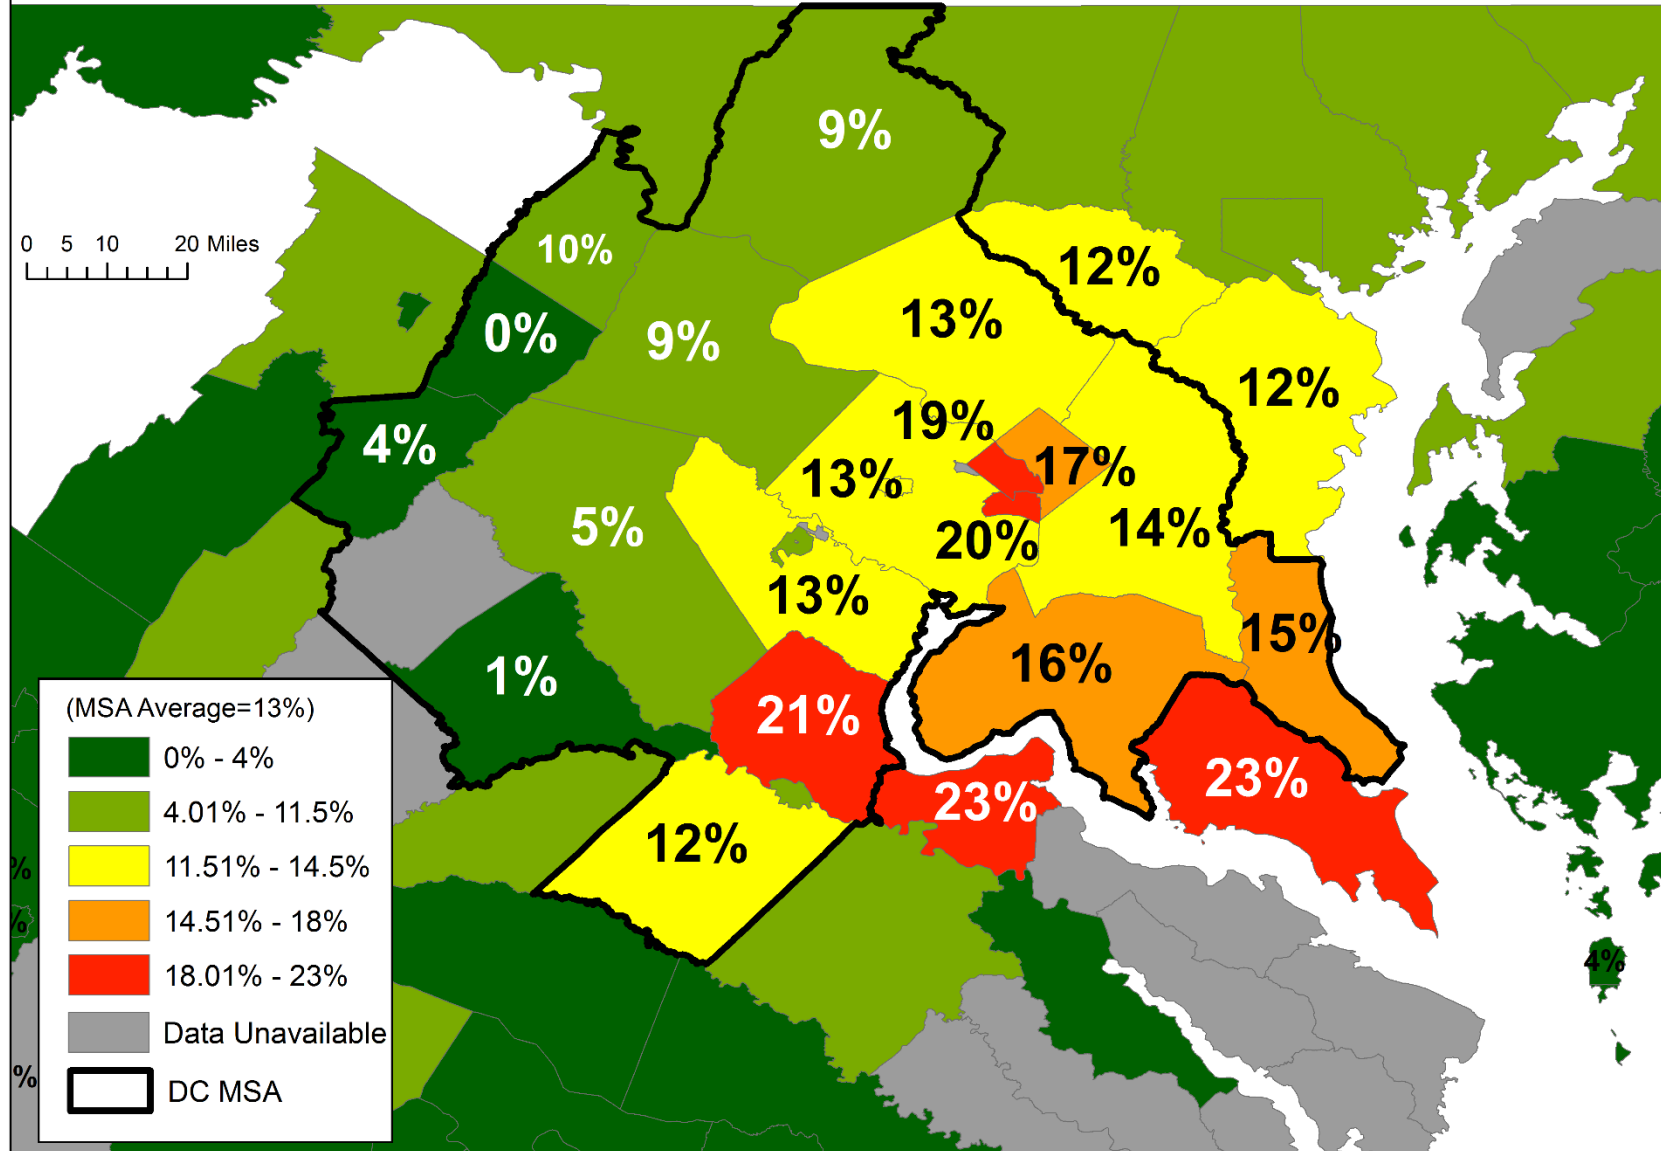 9%
0 5 10 20 Miles
10%
12%
0%
9%
13%
12%
4%
19%
13%
17%
5%
20%
14%
13%
15%
1%
16%
21%
23%
23%
12%
(MSA Average=13%)
0% - 4%
4.01% - 11.5%
11.51% - 14.5%
14.51% - 18%
18.01% - 23%
Data Unavailable
DC MSA
4%
%
%
%